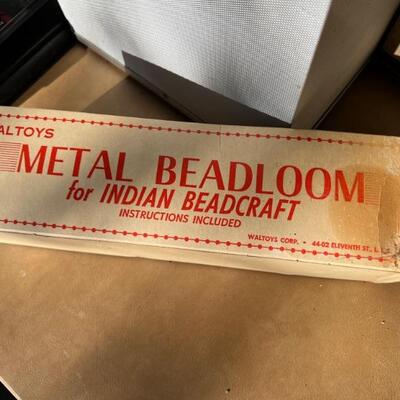 ALTOYS
METAL BEADLOOM
for INDIAN BEADCRAFT
INSTRUCTIONS INCLUDED
WALTOYS CORP. • 44-02 ELEVENTH ST., L.